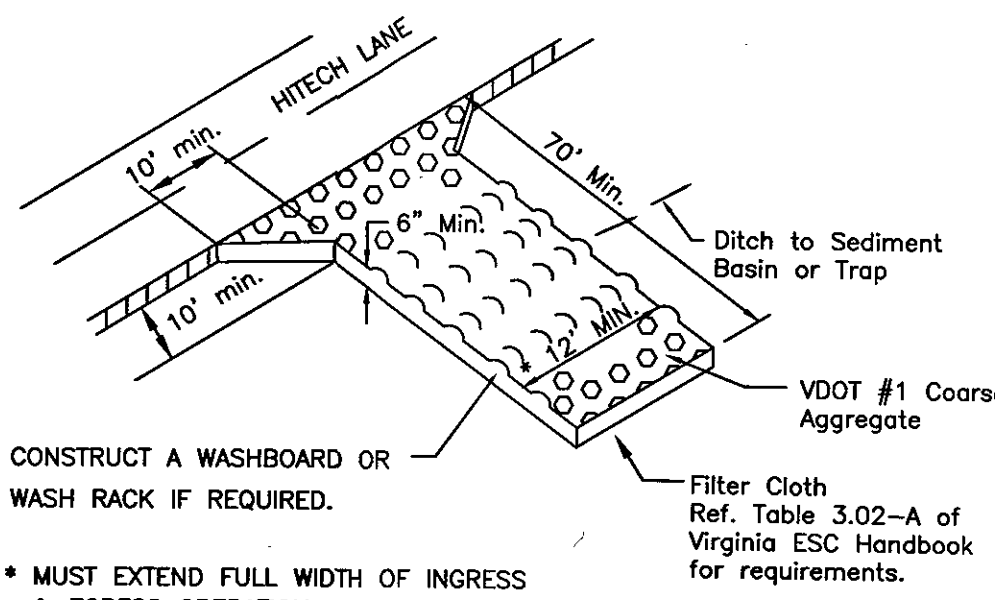 HITECH LANE
10' min.
70' Min.
6" Min.
Ditch to Sediment
Basin or Trap
10' min.
* 12' MIN.
VDOT #1 Coarse
Aggregate
CONSTRUCT A WASHBOARD OR
WASH RACK IF REQUIRED.
Filter Cloth
Ref. Table 3.02-A of
Virginia ESC Handbook
for requirements.
* MUST EXTEND FULL WIDTH OF INGRESS